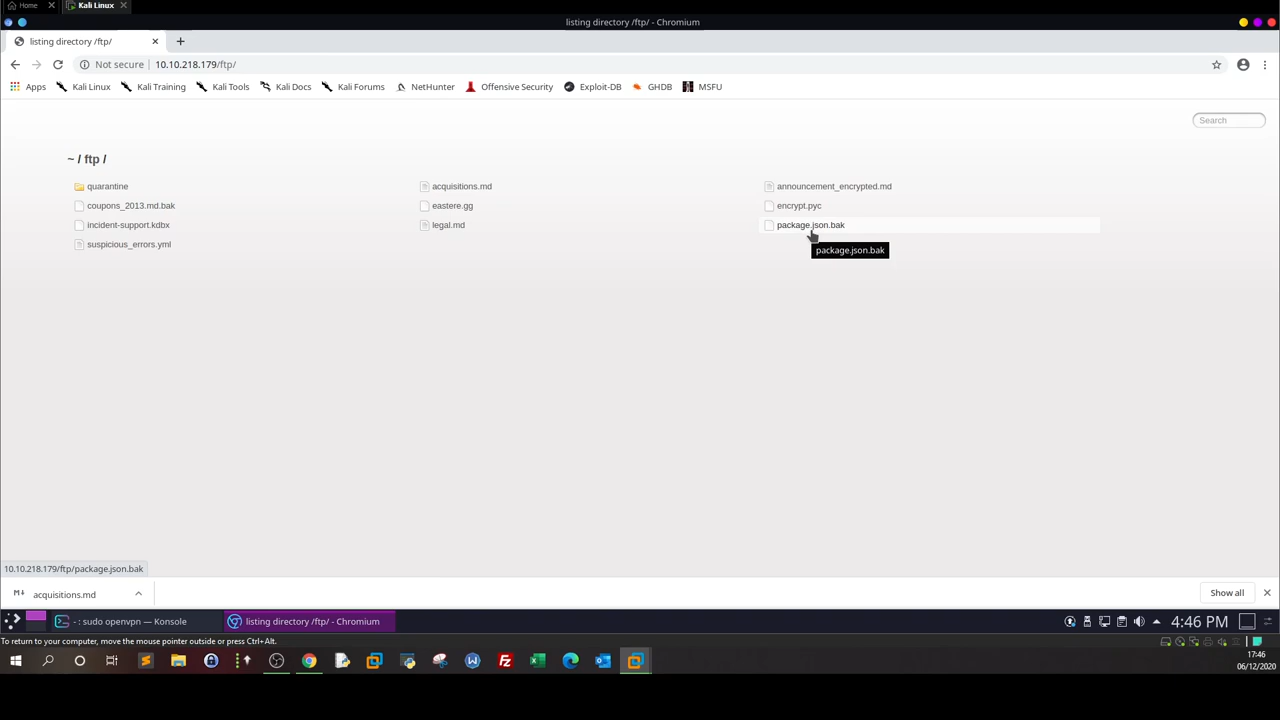 Home
Kali Linux
listing directory /ftp/ - Chromium
listing directory /ftp/
Not secure
10.10.218.179/ftp/
Apps
Kali Linux
Kali Training
Kali Tools
Kali Docs
Kali Forums
NetHunter
Offensive Security
Exploit-DB
GHDB
MSFU
Search
~ / ftp /
quarantine
acquisitions.md
announcement_encrypted.md
coupons_2013.md.bak
eastere.gg
encrypt.pyc
incident-support.kdbx
legal.md
package.json.bak
suspicious_errors.yml
package.json.bak
10.10.218.179/ftp/package.json.bak
acquisitions.md
Show all
- : sudo openvpn — Konsole
listing directory /ftp/ - Chromium
4:46 PM
To return to your computer, move the mouse pointer outside or press Ctrl+Alt.
17:46
06/12/2020